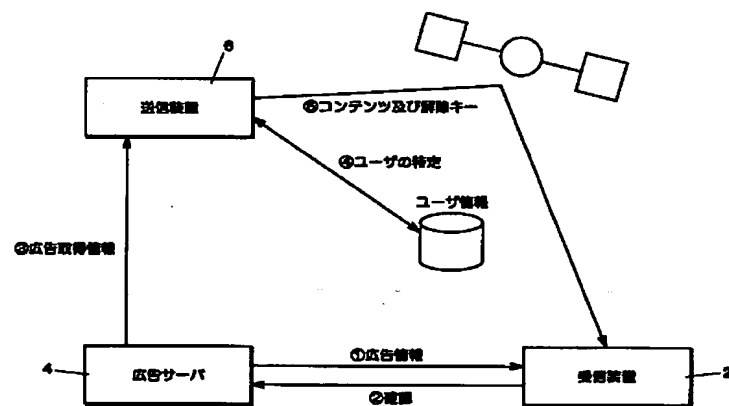 6
送信装置
⑤コンテンツ及び解除キー
④ユーザの特定
ユーザ情報
③広告取得情報
①広告情報
4
広告サーバ
受信装置
2
②確認